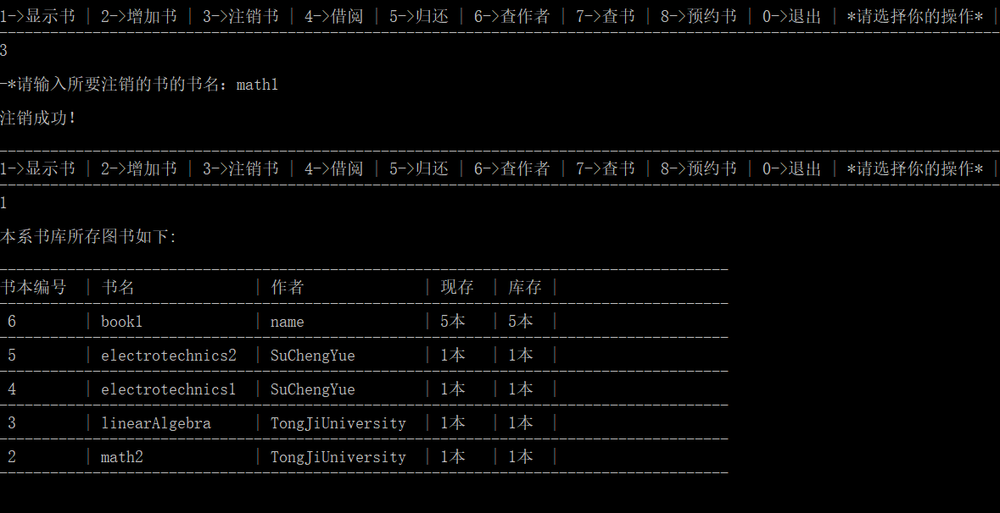 1->显示书 | 2->增加书 | 3->注销书 | 4->借阅 | 5->归还 | 6->查作者 | 7->查书 | 8->预约书 | 0->退出 | *请选择你的操作* |
3
-*请输入所要注销的书的书名：math1
注销成功！
1->显示书 | 2->增加书 | 3->注销书 | 4->借阅 | 5->归还 | 6->查作者 | 7->查书 | 8->预约书 | 0->退出 | *请选择你的操作* |
1
本系书库所存图书如下:
书本编号 | 书名 | 作者 | 现存 | 库存 |
6 | book1 | name | 5本 | 5本 |
5 | electrotechnics2 | SuChengYue | 1本 | 1本 |
4 | electrotechnics1 | SuChengYue | 1本 | 1本 |
3 | linearAlgebra | TongJiUniversity | 1本 | 1本 |
2 | math2 | TongJiUniversity | 1本 | 1本 |